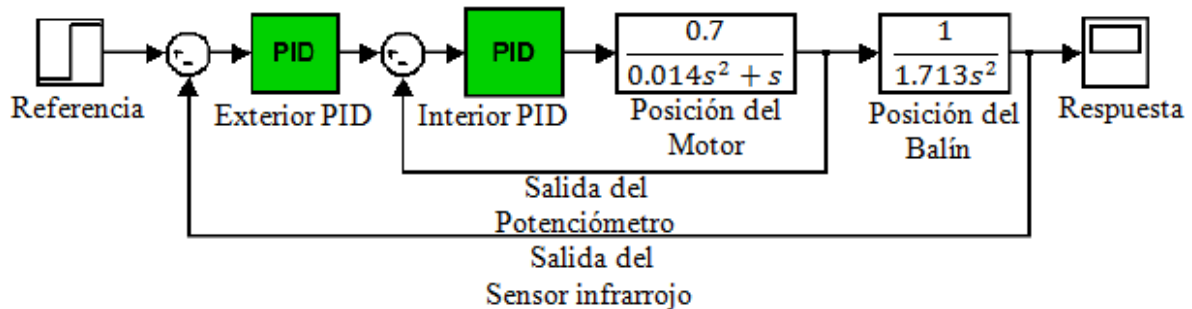 Referencia
PID
Exterior PID
PID
Interior PID
0.7
0.014s² + s
Posición del
Motor
1
1.713s²
Posición del
Balín
Respuesta
Salida del
Potenciómetro
Salida del
Sensor infrarrojo